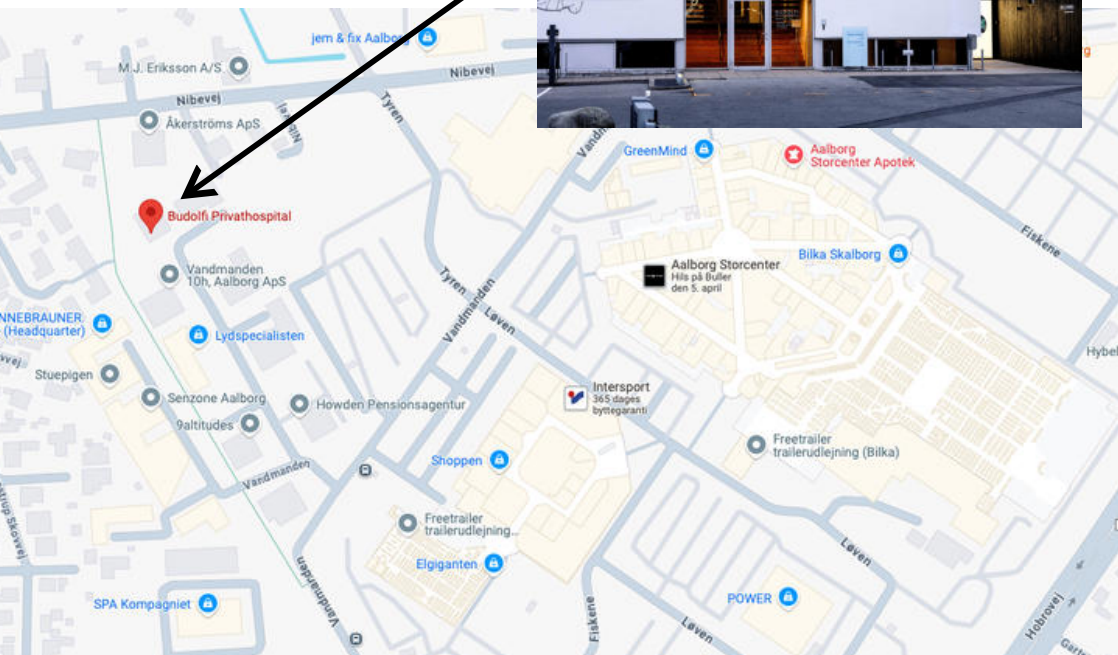 jem & fix Aalborg
M.J. Eriksson A/S
Nibevej
Nibevej
Åkerströms ApS
Tyren
GreenMind
Aalborg
Storcenter Apotek
Budolfi Privathospital
Fiskene
Vandmanden
10h, Aalborg ApS
Aalborg Storcenter
Hils på Buller
den 5. april
Bilka Skalborg
Tyren
Vandmanden
Løven
NNEBRAUNER.
(Headquarter)
Lydspecialisten
Hybel
Stuepigen
Senzone Aalborg
Howden Pensionsagentur
9altitudes
Intersport
365 dages
byttegaranti
Freetrailer
trailerudlejning (Bilka)
Shoppen
Vandmanden
Freetrailer
trailerudlejning...
Elgiganten
Løven
Vandmanden
SPA Kompagniet
POWER
Fiskene
Løven
Hobrovej